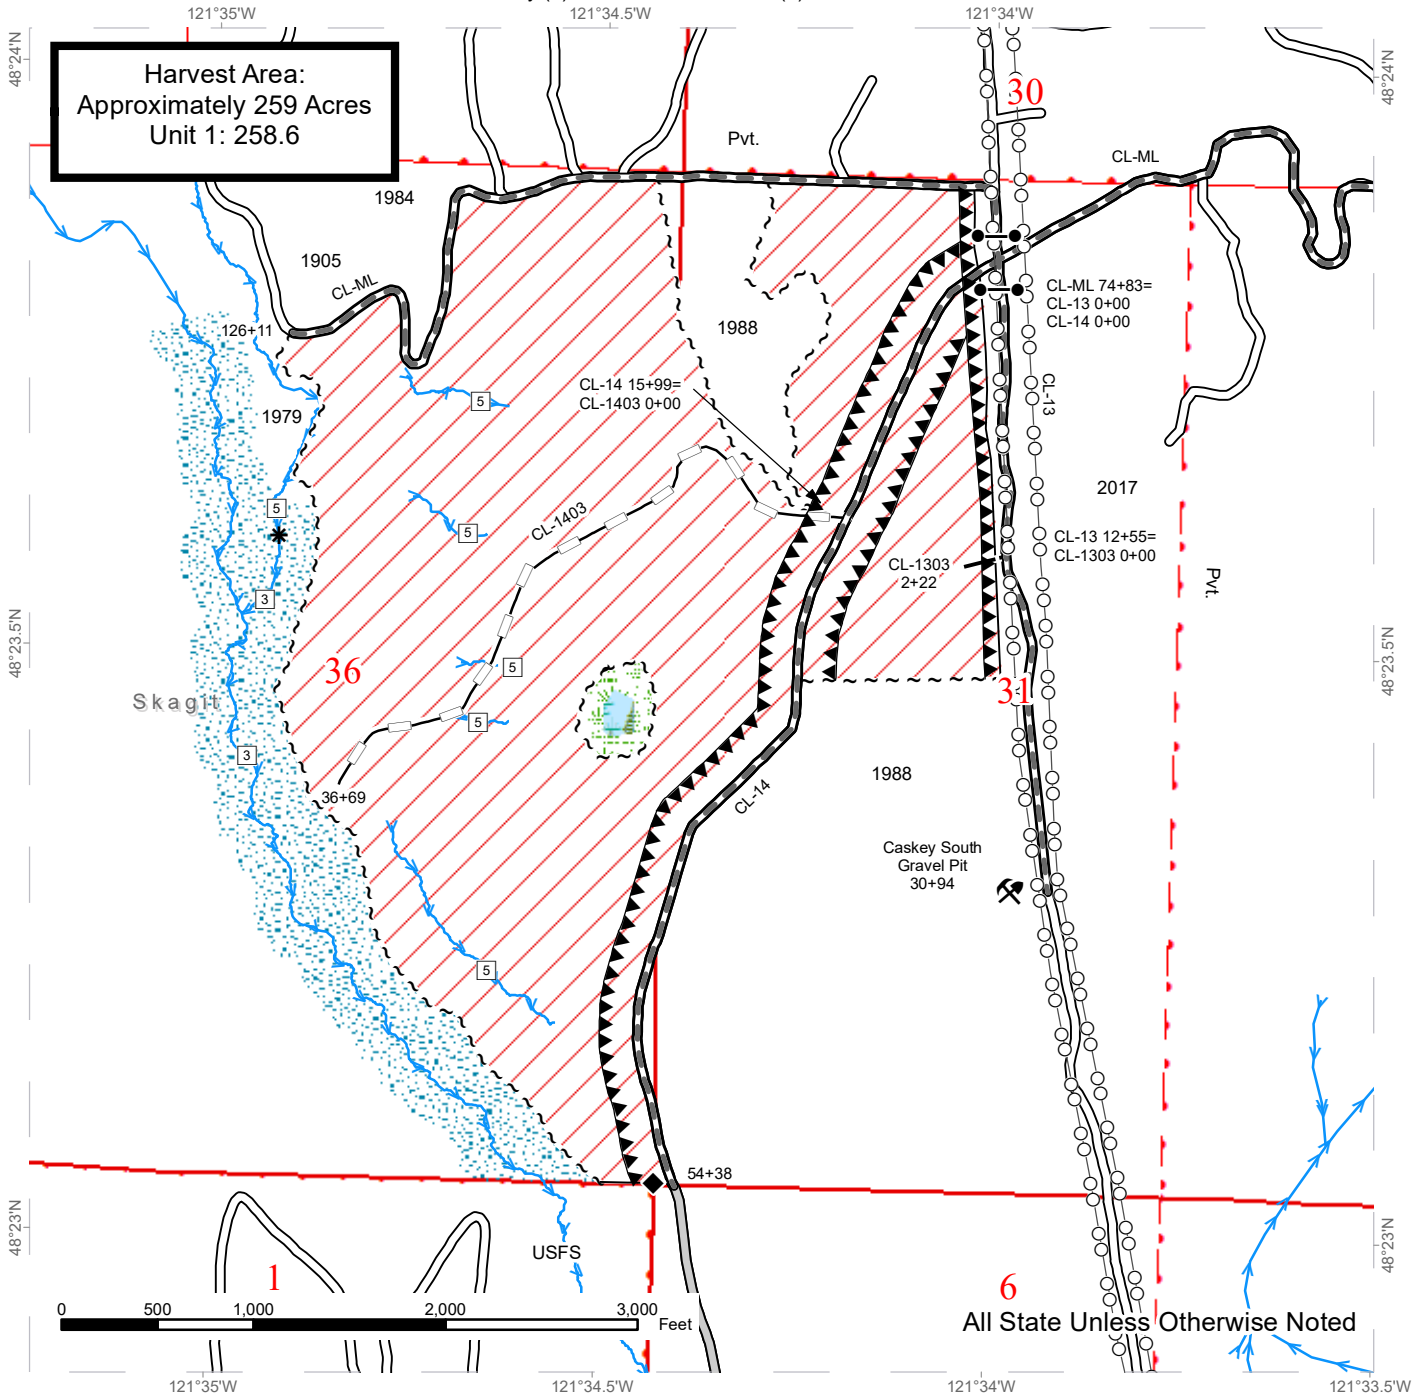 121°35'W
121°34.5'W
121°34'W
48°24'N
48°24'N
Harvest Area:
Approximately 259 Acres
Unit 1: 258.6
30
Pvt.
CL-ML
1984
1905
CL-ML
126+11
1988
CL-ML 74+83=
CL-13 0+00
CL-14 0+00
CL-14 15+99=
CL-1403 0+00
5
CL-13
1979
2017
5
5
CL-1403
CL-13 12+55=
CL-1303 0+00
CL-1303
2+22
Pvt.
3
48°23.5'N
48°23.5'N
36
5
Skagit
31
5
3
1988
36+69
CL-14
Caskey South
Gravel Pit
30+94
5
54+38
48°23'N
48°23'N
USFS
1
6
0
500
1,000
2,000
3,000
Feet
All State Unless Otherwise Noted
121°35'W
121°34.5'W
121°34'W
121°33.5'W